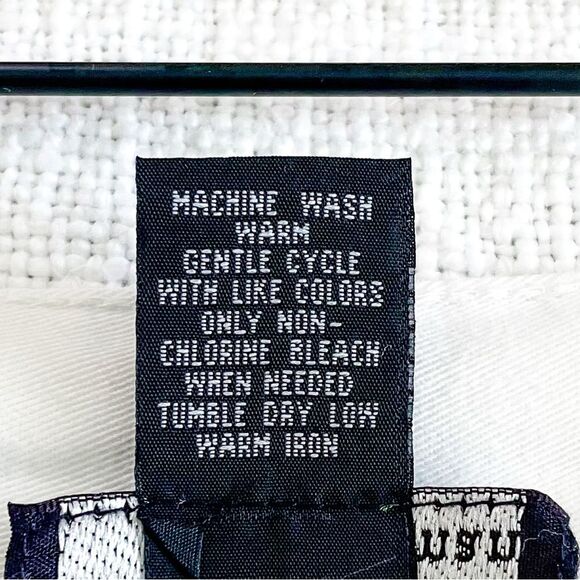 MACHINE WASH
WARM
GENTLE CYCLE
WITH LIKE COLORS
ONLY NON-
CHLORINE BLEACH
WHEN NEEDED
TUMBLE DRY LOW
WARM IRON